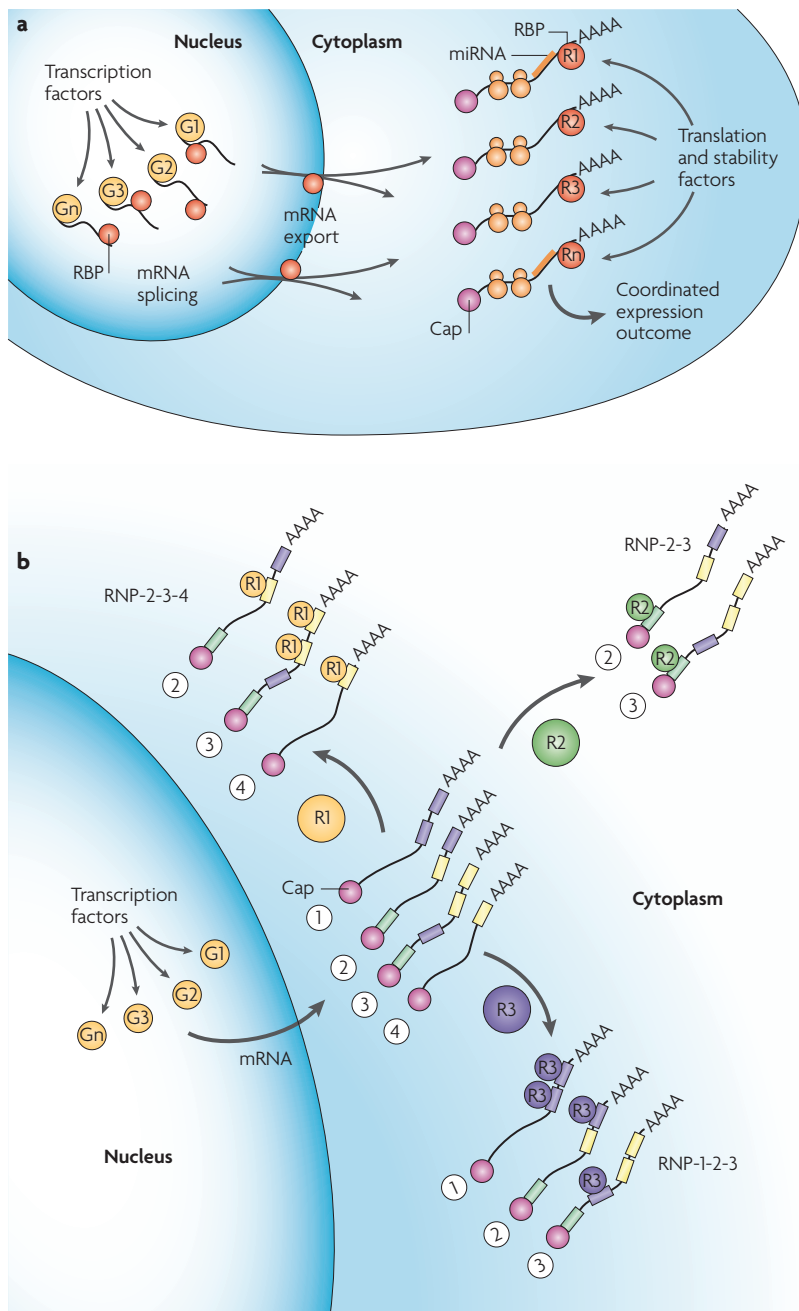 a
Nucleus
Cytoplasm
Transcription
factors
G1
G2
G3
Gn
RBP
mRNA
splicing
mRNA
export
RBP
miRNA
R1
AAAA
R2
AAAA
R3
AAAA
Rn
AAAA
Cap
Translation
and stability
factors
Coordinated
expression
outcome
b
RNP-2-3-4
R1
AAAA
2
R1
R1
AAAA
3
R1
AAAA
4
R1
RNP-2-3
R2
AAAA
2
R2
AAAA
3
R2
Cap
AAAA
1
AAAA
2
AAAA
3
AAAA
4
Cytoplasm
Transcription
factors
G1
G2
G3
Gn
mRNA
Nucleus
R3
R3
R3
AAAA
1
R3
AAAA
2
R3
AAAA
3
RNP-1-2-3